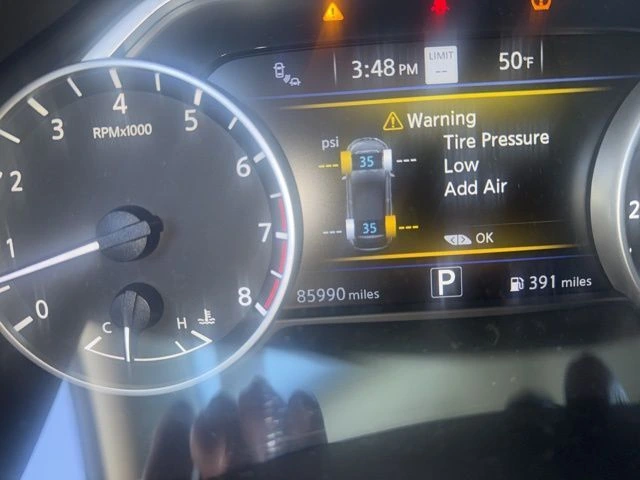 3:48 PM
LIMIT
--
50°F
Warning
Tire Pressure
Low
Add Air
psi
--- 35 ---
--- 35 ---
OK
85990 miles
P
391 miles
RPMx1000
0
1
2
3
4
5
6
7
8
C
H
2